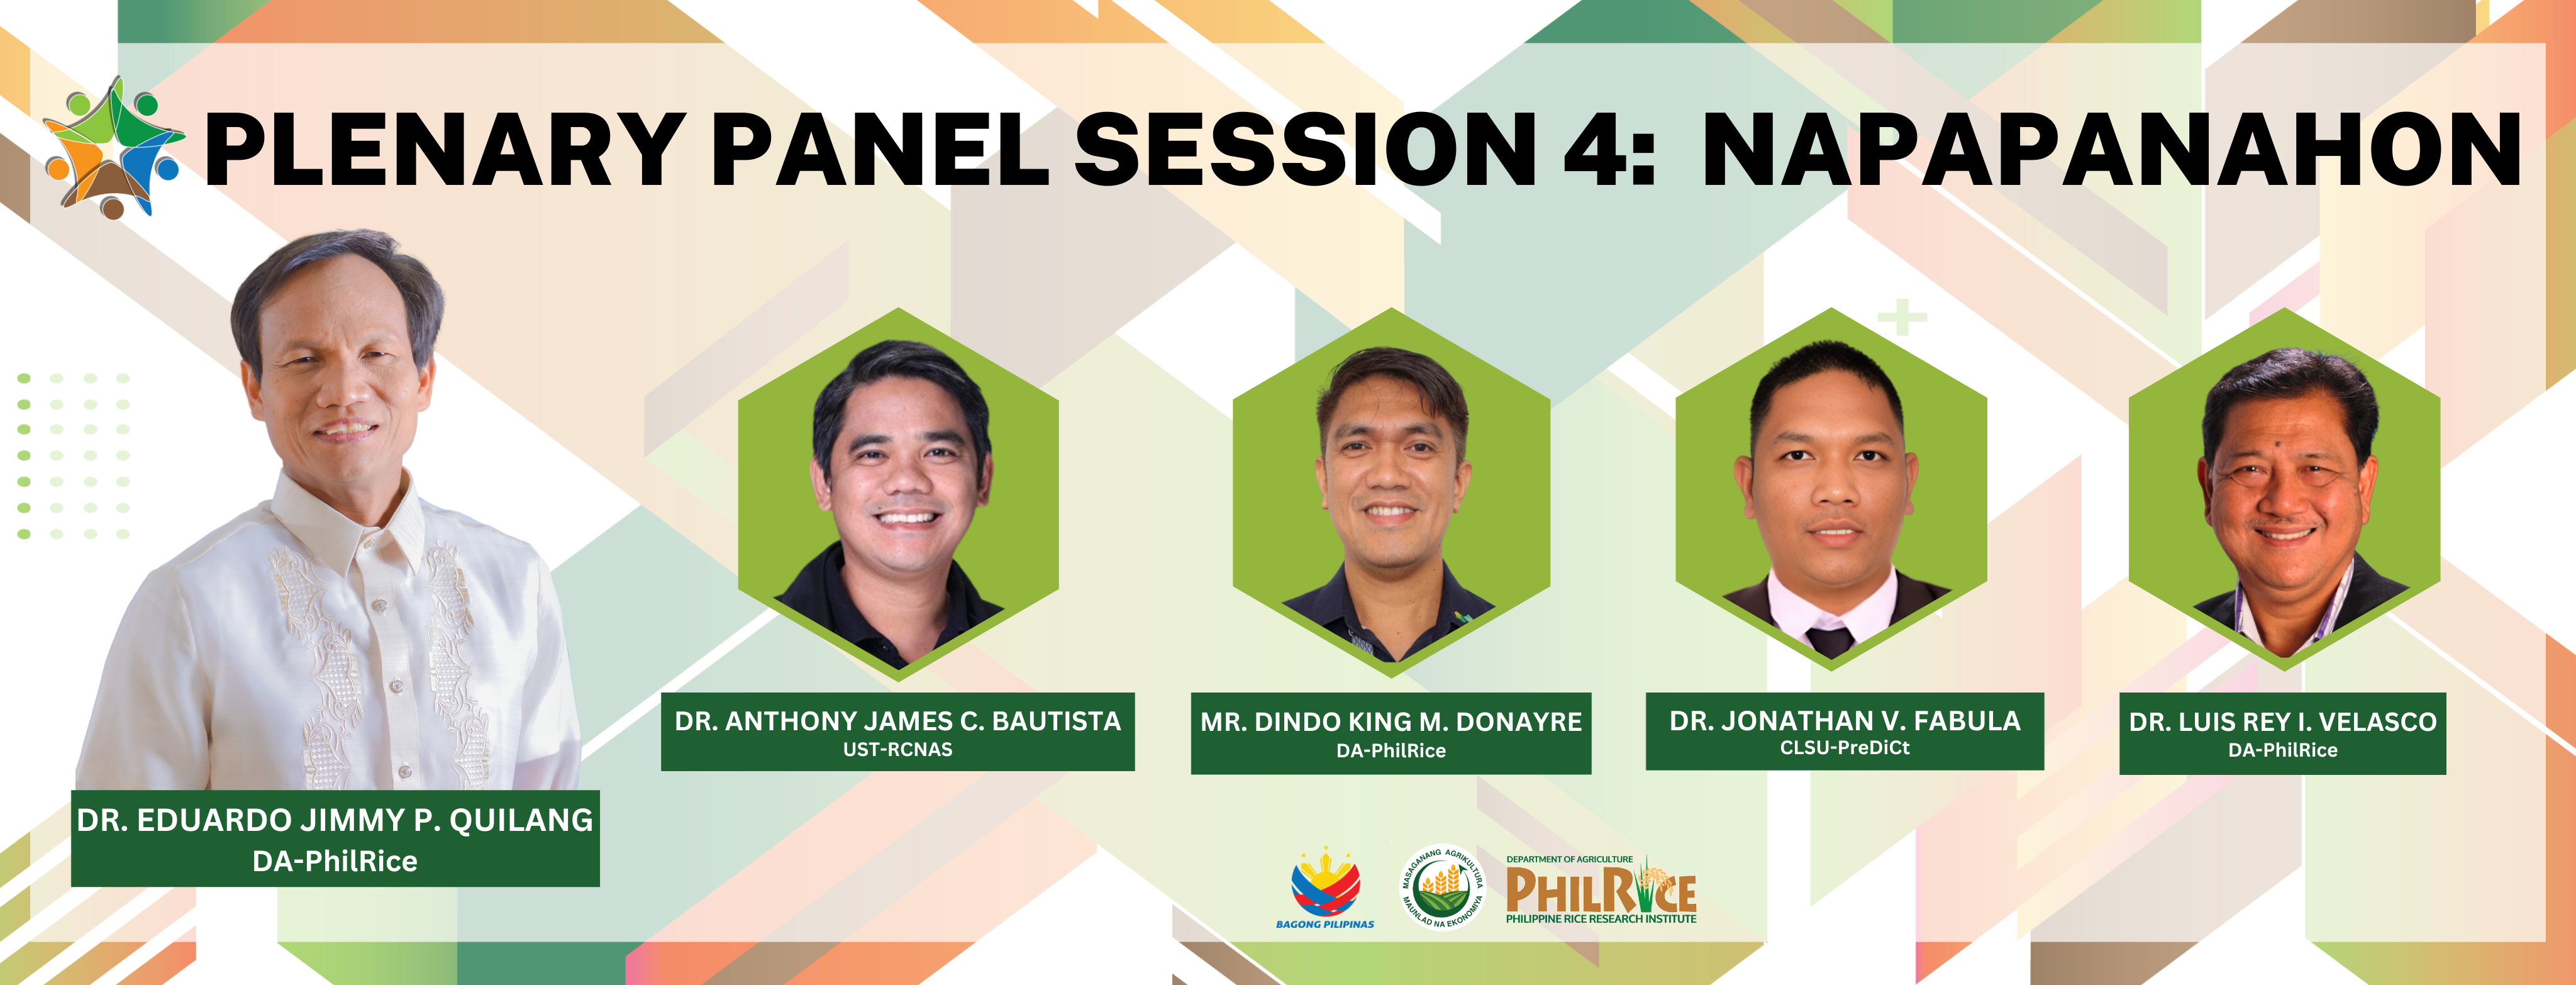 PLENARY PANEL SESSION 4: NAPAPANAHON
DR. EDUARDO JIMMY P. QUILANG
DA-PhilRice
DR. ANTHONY JAMES C. BAUTISTA
UST-RCNAS
MR. DINDO KING M. DONAYRE
DA-PhilRice
DR. JONATHAN V. FABULA
CLSU-PreDiCt
DR. LUIS REY I. VELASCO
DA-PhilRice
BAGONG PILIPINAS
MASAGANANG AGRIKULTURA
MAUNLAD NA EKONOMIYA
DEPARTMENT OF AGRICULTURE
PHILRICE
PHILIPPINE RICE RESEARCH INSTITUTE